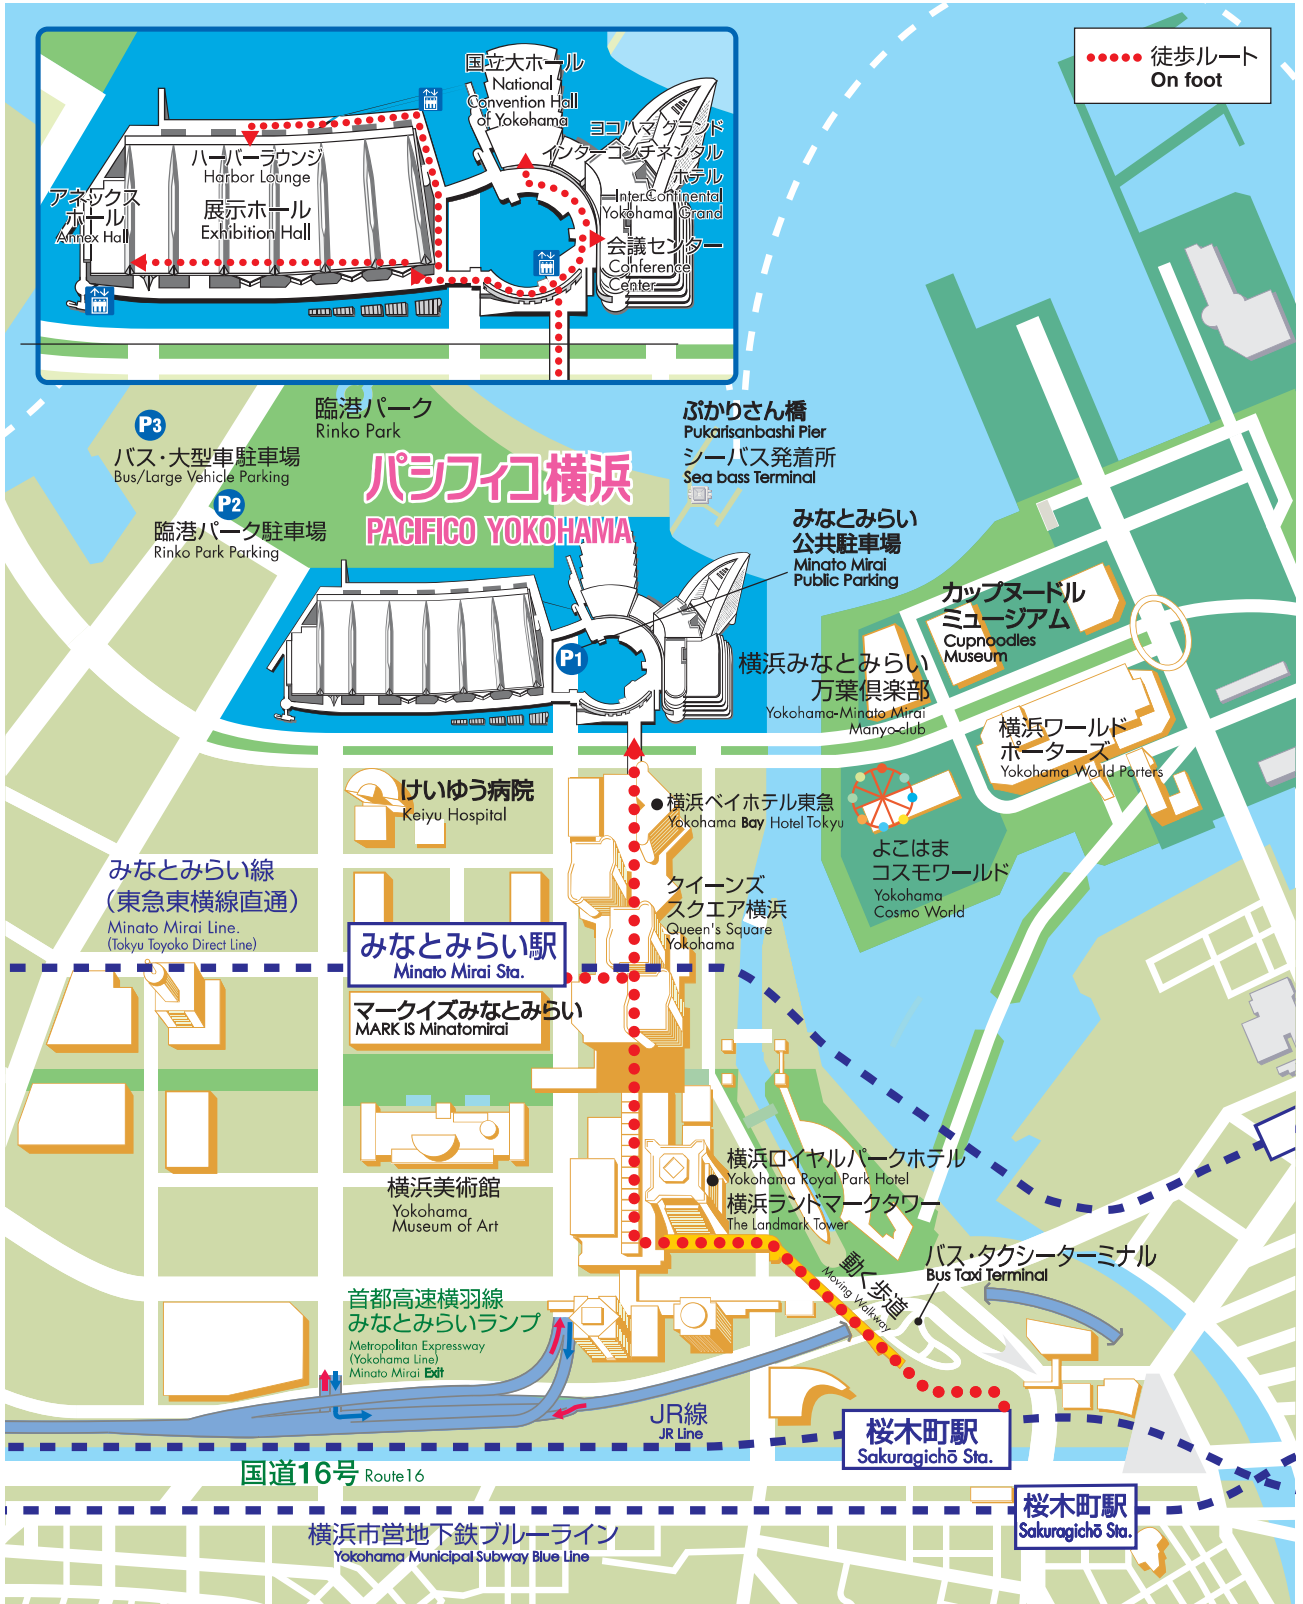 徒歩ルート
On foot
国立大ホール
National
Convention Hall
of Yokohama
ヨコハマ グランド
インターコンチネンタル
ホテル
InterContinental
Yokohama Grand
ハーバーラウンジ
Harbor Lounge
アネックス
ホール
Annex Hall
展示ホール
Exhibition Hall
会議センター
Conference
Center
臨港パーク
Rinko Park
P3
バス・大型車駐車場
Bus/Large Vehicle Parking
P2
臨港パーク駐車場
Rinko Park Parking
パシフィコ横浜
PACIFICO YOKOHAMA
ぷかりさん橋
Pukarisanbashi Pier
シーバス発着所
Sea bass Terminal
みなとみらい
公共駐車場
Minato Mirai
Public Parking
P1
カップヌードル
ミュージアム
Cupnoodles
Museum
横浜みなとみらい
万葉倶楽部
Yokohama-Minato Mirai
Manyo-club
横浜ワールド
ポーターズ
Yokohama World Porters
けいゆう病院
Keiyu Hospital
横浜ベイホテル東急
Yokohama Bay Hotel Tokyu
よこはま
コスモワールド
Yokohama
Cosmo World
みなとみらい線
(東急東横線直通)
Minato Mirai Line.
(Tokyu Toyoko Direct Line)
クイーンズ
スクエア横浜
Queen's Square
Yokohama
みなとみらい駅
Minato Mirai Sta.
マークイズみなとみらい
MARK IS Minatomirai
横浜美術館
Yokohama
Museum of Art
横浜ロイヤルパークホテル
Yokohama Royal Park Hotel
横浜ランドマークタワー
The Landmark Tower
動く歩道
Moving Walkway
バス・タクシーターミナル
Bus Taxi Terminal
首都高速横羽線
みなとみらいランプ
Metropolitan Expressway
(Yokohama Line)
Minato Mirai Exit
JR線
JR Line
桜木町駅
Sakuragichō Sta.
国道16号 Route16
桜木町駅
Sakuragichō Sta.
横浜市営地下鉄ブルーライン
Yokohama Municipal Subway Blue Line